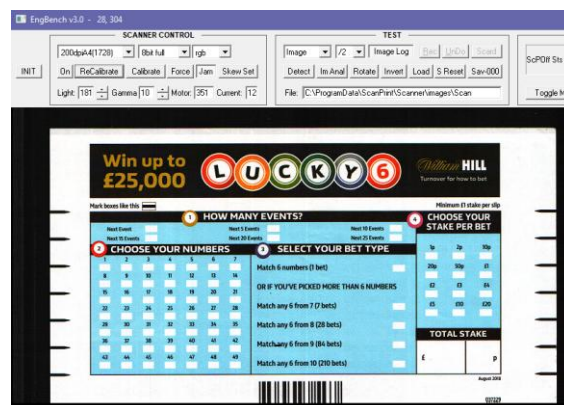 EngBench v3.0 - 28, 304
SCANNER CONTROL
TEST
200dpiA4(1728) 8bit full rgb
Image /2 Image Log Rec UnDo Scard
ScPOff Sts
INIT
On ReCalibrate Calibrate Force Jam Skew Set
Detect Im Anal Rotate Invert Load S Reset Sav-000
Light: 181 Gamma 10 Motor: 351 Current: 12
File: C:\ProgramData\ScanPrint\Scanner\images\Scan
Toggle M
Win up to
£25,000
LUCKY 6
William HILL
Turnover for how to bet
Mark boxes like this
Minimum £1 stake per slip
1 HOW MANY EVENTS?
Next Event Next 5 Events Next 10 Events
Next 15 Events Next 20 Events Next 25 Events
2 CHOOSE YOUR NUMBERS
1 2 3 4 5 6 7
8 9 10 11 12 13 14
15 16 17 18 19 20 21
22 23 24 25 26 27 28
29 30 31 32 33 34 35
36 37 38 39 40 41 42
43 44 45 46 47 48 49
3 SELECT YOUR BET TYPE
Match 6 numbers (1 bet)
OR IF YOU'VE PICKED MORE THAN 6 NUMBERS
Match any 6 from 7 (7 bets)
Match any 6 from 8 (28 bets)
Match any 6 from 9 (84 bets)
Match any 6 from 10 (210 bets)
4 CHOOSE YOUR
STAKE PER BET
1p 2p 10p
20p 50p £1
£2 £3 £4
£5 £10 £20
TOTAL STAKE
£ p
August 2018